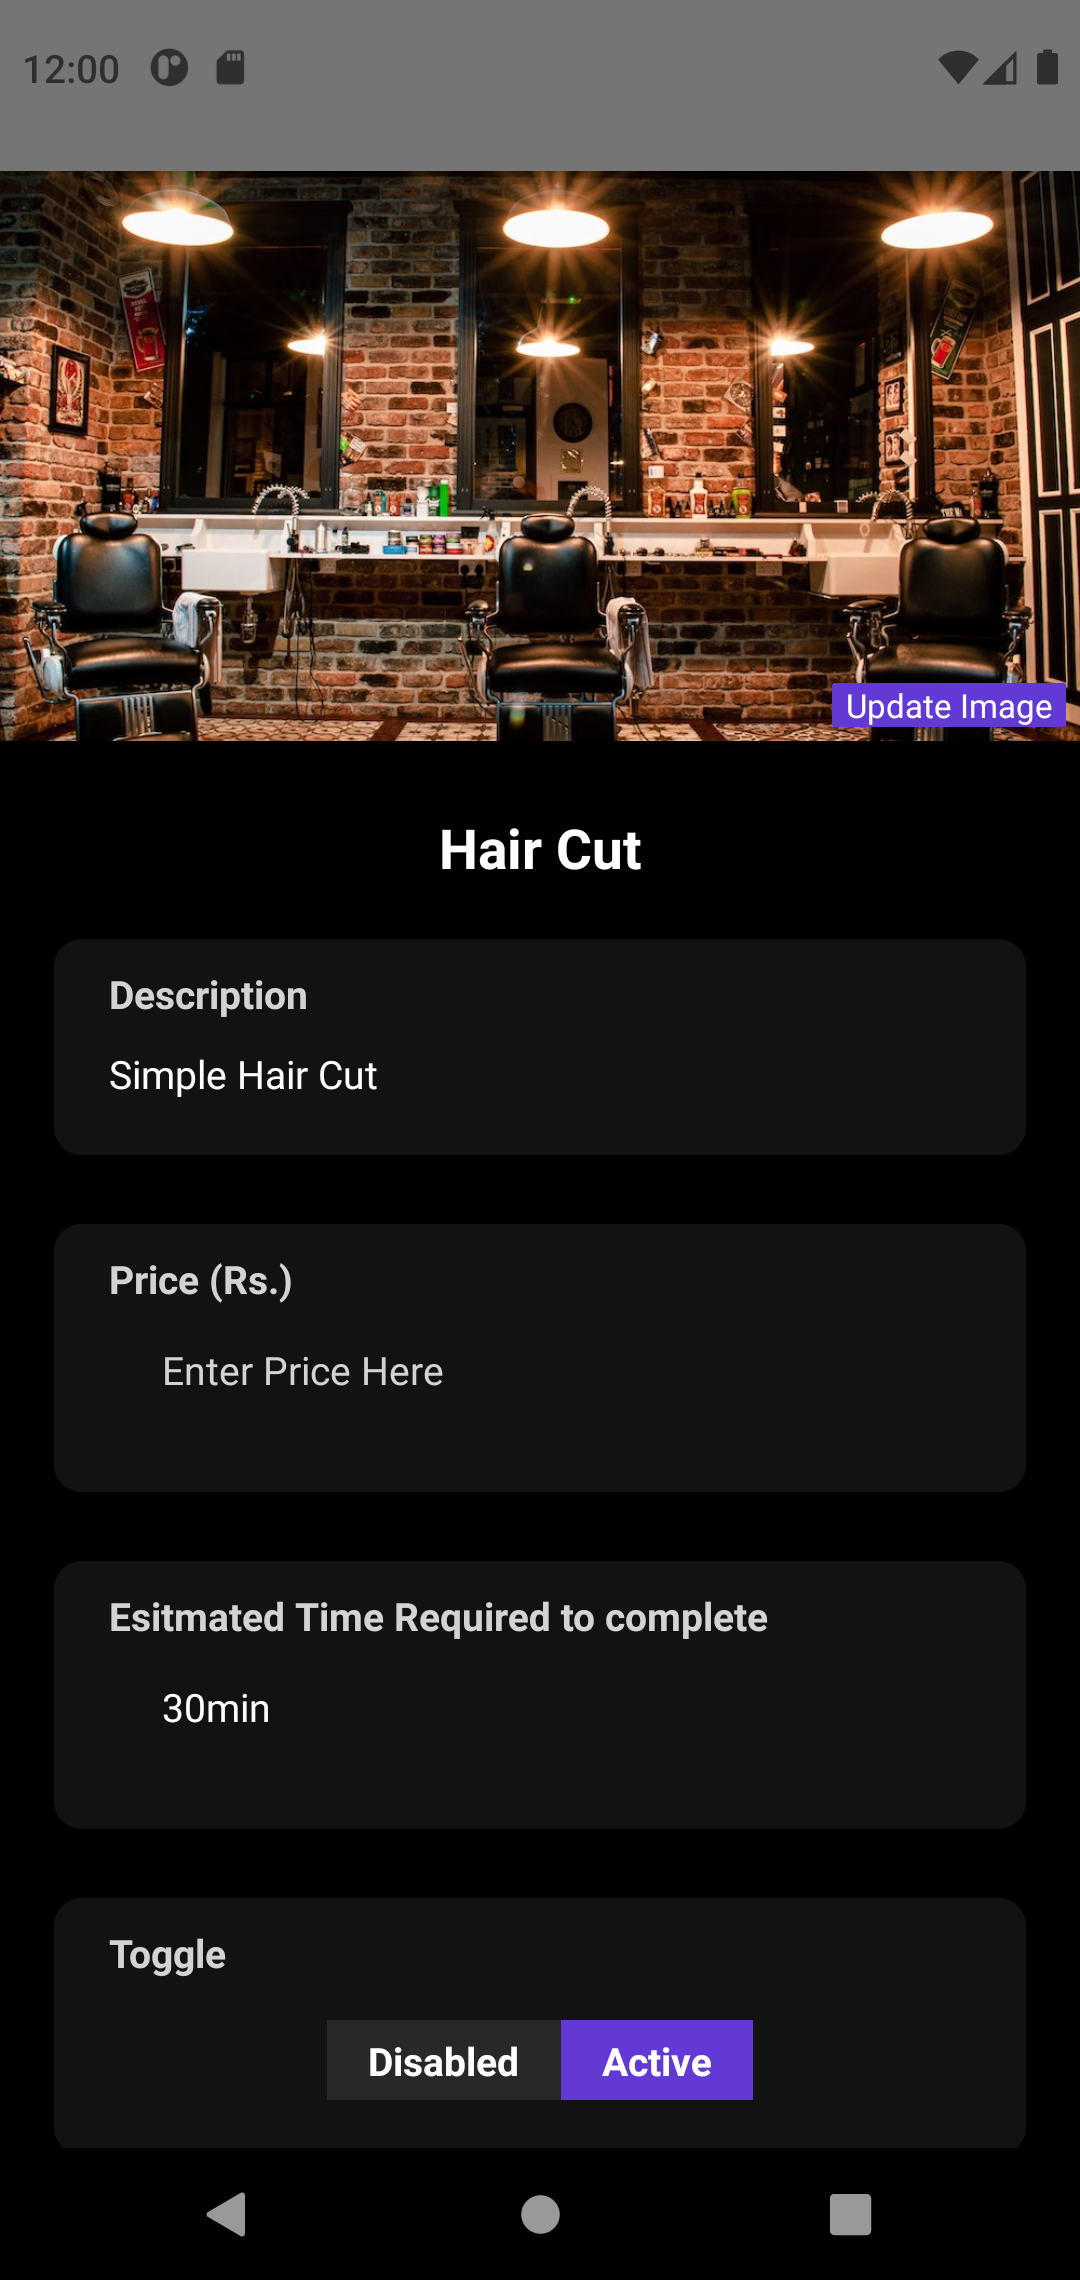 12:00
Update Image
Hair Cut
Description
Simple Hair Cut
Price (Rs.)
Enter Price Here
Esitmated Time Required to complete
30min
Toggle
Disabled Active